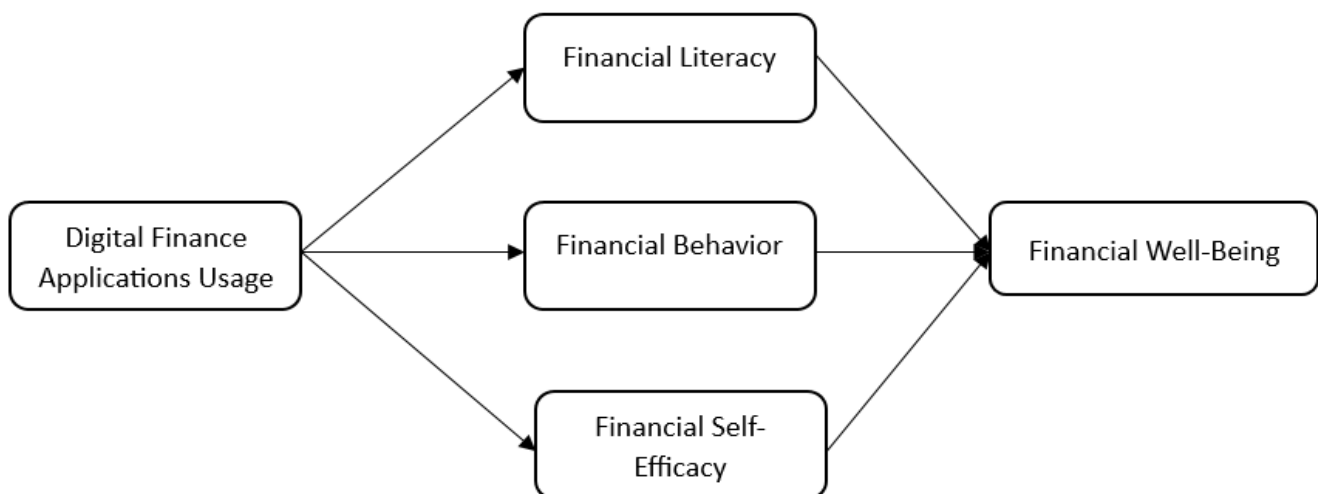 Financial Literacy
Digital Finance
Applications Usage
Financial Behavior
Financial Well-Being
Financial Self-
Efficacy